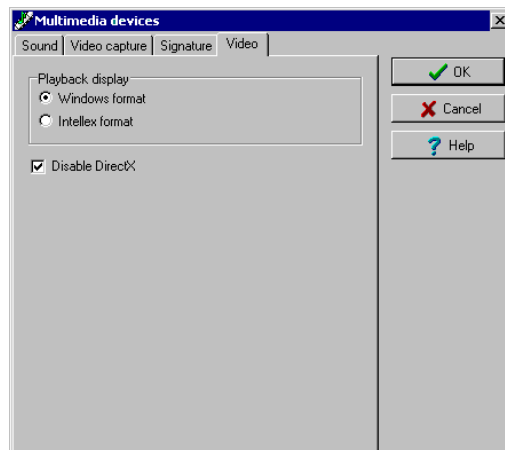 Multimedia devices
Sound Video capture Signature Video
Playback display
Windows format
Intellex format
Disable DirectX
OK
Cancel
Help